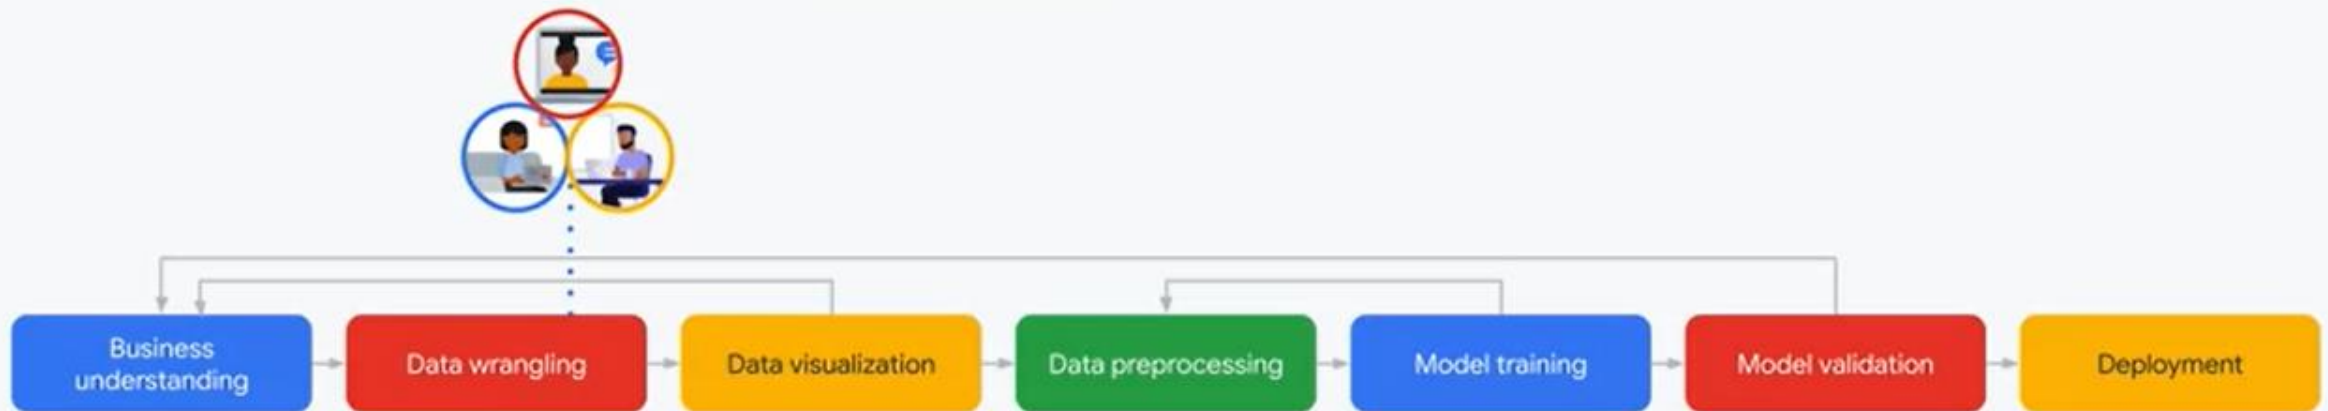 Business
understanding
Data wrangling
Data visualization
Data preprocessing
Model training
Model validation
Deployment